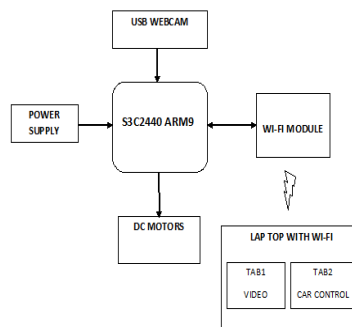 USB WEBCAM
POWER
SUPPLY
S3C2440 ARM9
WI-FI MODULE
DC MOTORS
LAP TOP WITH WI-FI
TAB1
VIDEO
TAB2
CAR CONTROL